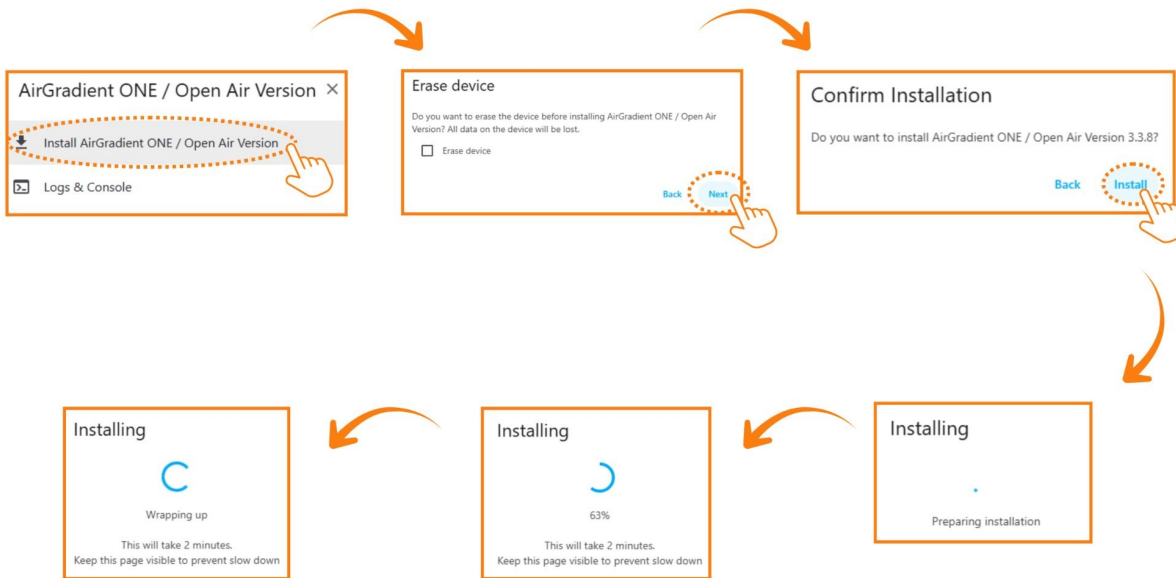 AirGradient ONE / Open Air Version ×
Install AirGradient ONE / Open Air Version
Logs & Console
Erase device
Do you want to erase the device before installing AirGradient ONE / Open Air
Version? All data on the device will be lost.
Erase device
Back Next
Confirm Installation
Do you want to install AirGradient ONE / Open Air Version 3.3.8?
Back Install
Installing
Preparing installation
Installing
63%
This will take 2 minutes.
Keep this page visible to prevent slow down
Installing
Wrapping up
This will take 2 minutes.
Keep this page visible to prevent slow down